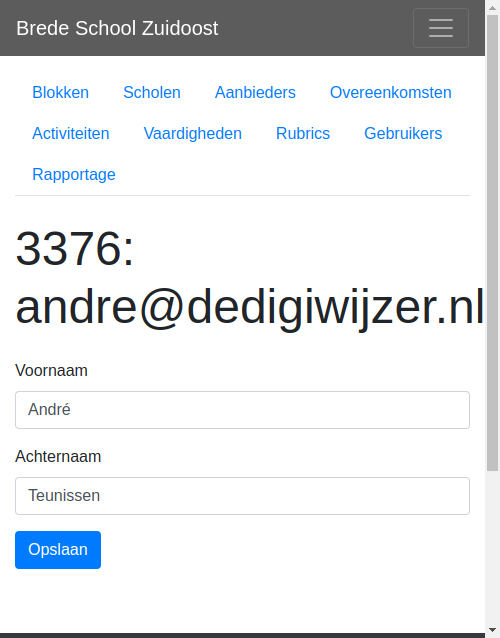 Brede School Zuidoost
Blokken Scholen Aanbieders Overeenkomsten
Activiteiten Vaardigheden Rubrics Gebruikers
Rapportage
3376:
andre@dedigiwijzer.nl
Voornaam
André
Achternaam
Teunissen
Opslaan